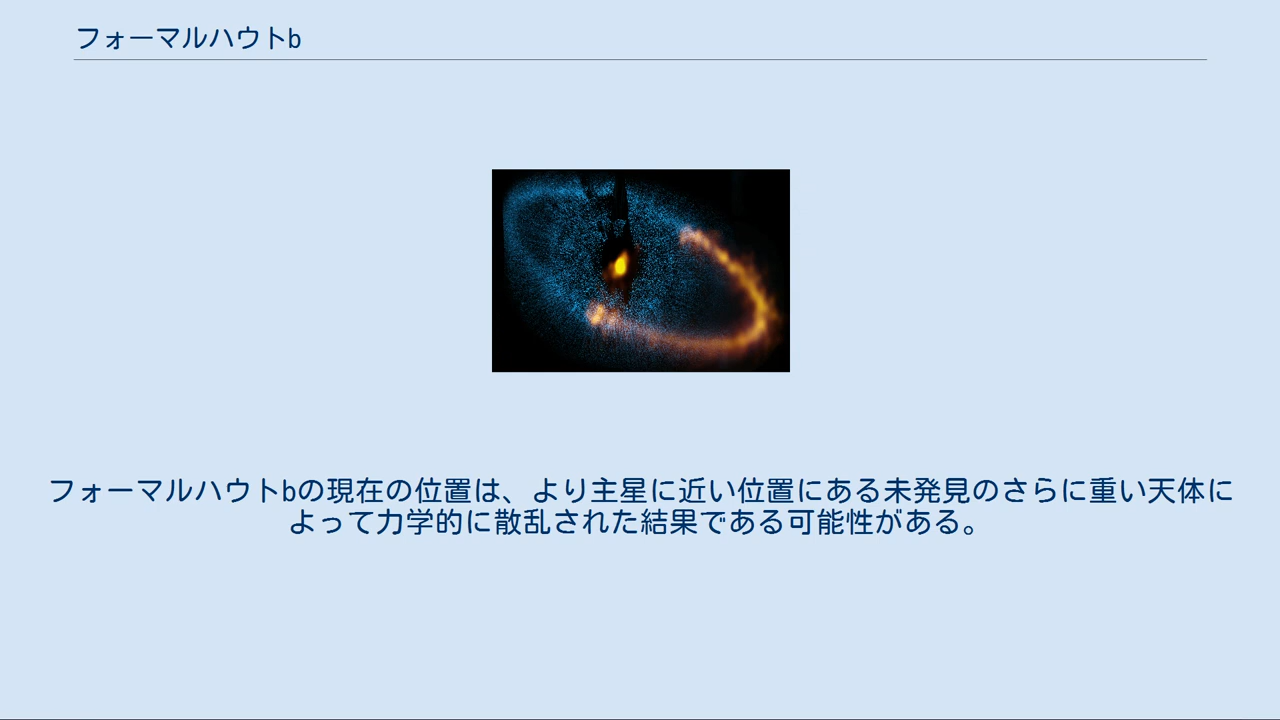 フォーマルハウトb
フォーマルハウトbの現在の位置は、より主星に近い位置にある未発見のさらに重い天体に
よって力学的に散乱された結果である可能性がある。